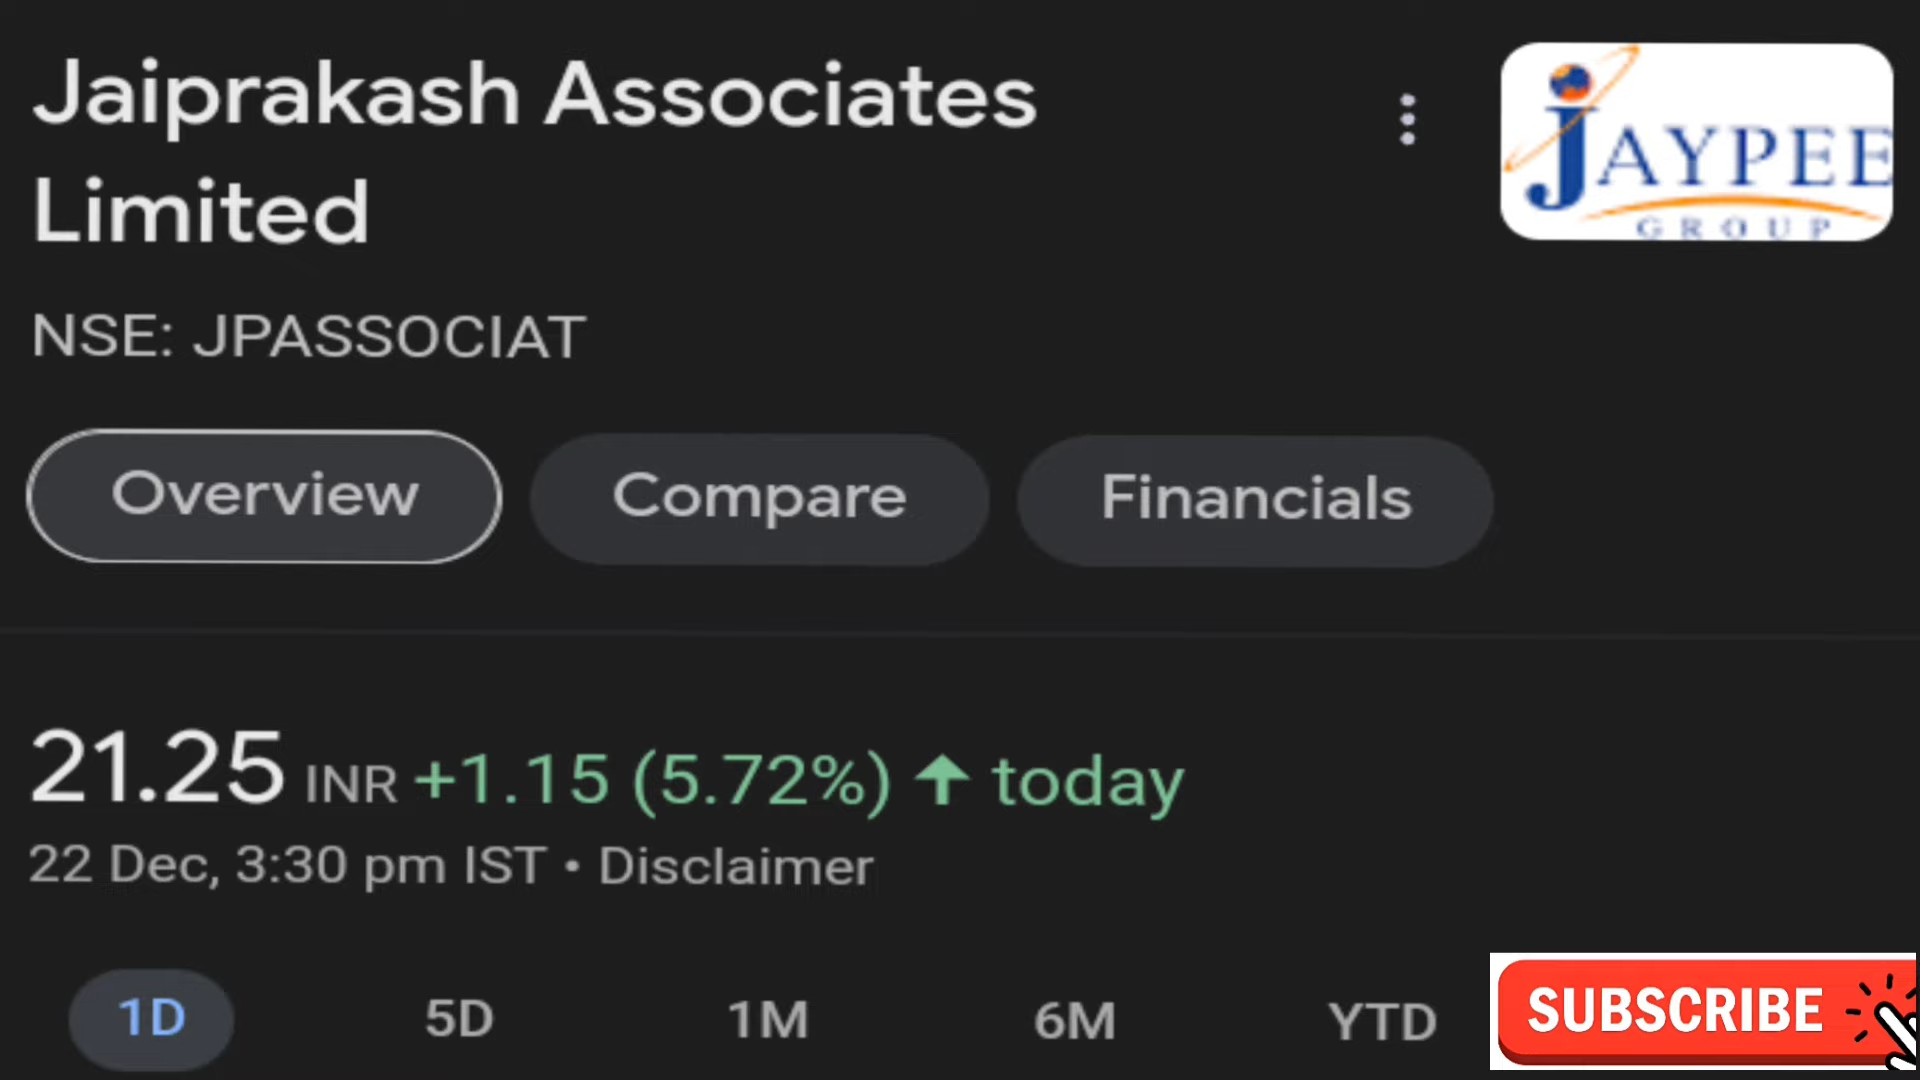 Jaiprakash Associates
Limited
JAYPEE
GROUP
NSE: JPASSOCIAT
Overview Compare Financials
21.25 INR +1.15 (5.72%) ↑ today
22 Dec, 3:30 pm IST • Disclaimer
1D 5D 1M 6M YTD
SUBSCRIBE